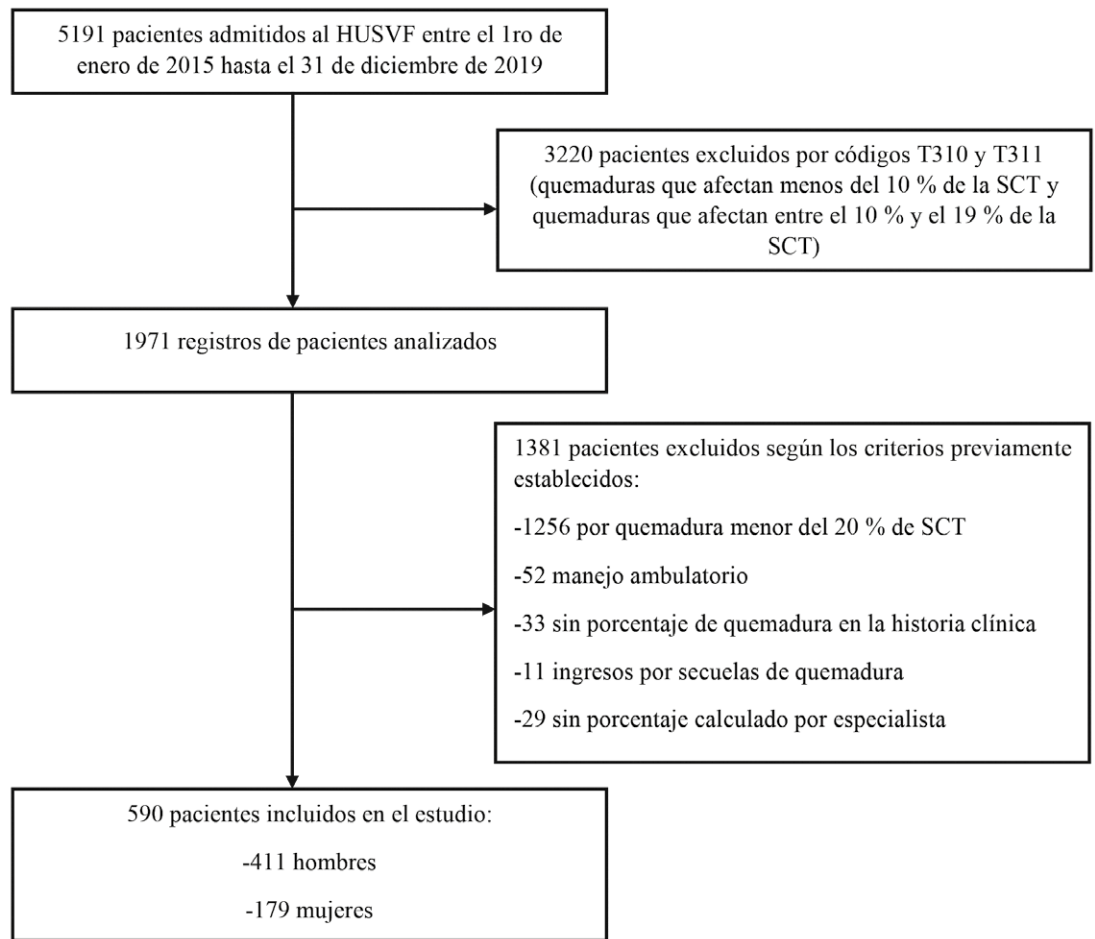 5191 pacientes admitidos al HUSVF entre el 1ro de
enero de 2015 hasta el 31 de diciembre de 2019
3220 pacientes excluidos por códigos T310 y T311
(quemaduras que afectan menos del 10 % de la SCT y
quemaduras que afectan entre el 10 % y el 19 % de la
SCT)
1971 registros de pacientes analizados
1381 pacientes excluidos según los criterios previamente
establecidos:
-1256 por quemadura menor del 20 % de SCT
-52 manejo ambulatorio
-33 sin porcentaje de quemadura en la historia clínica
-11 ingresos por secuelas de quemadura
-29 sin porcentaje calculado por especialista
590 pacientes incluidos en el estudio:
-411 hombres
-179 mujeres